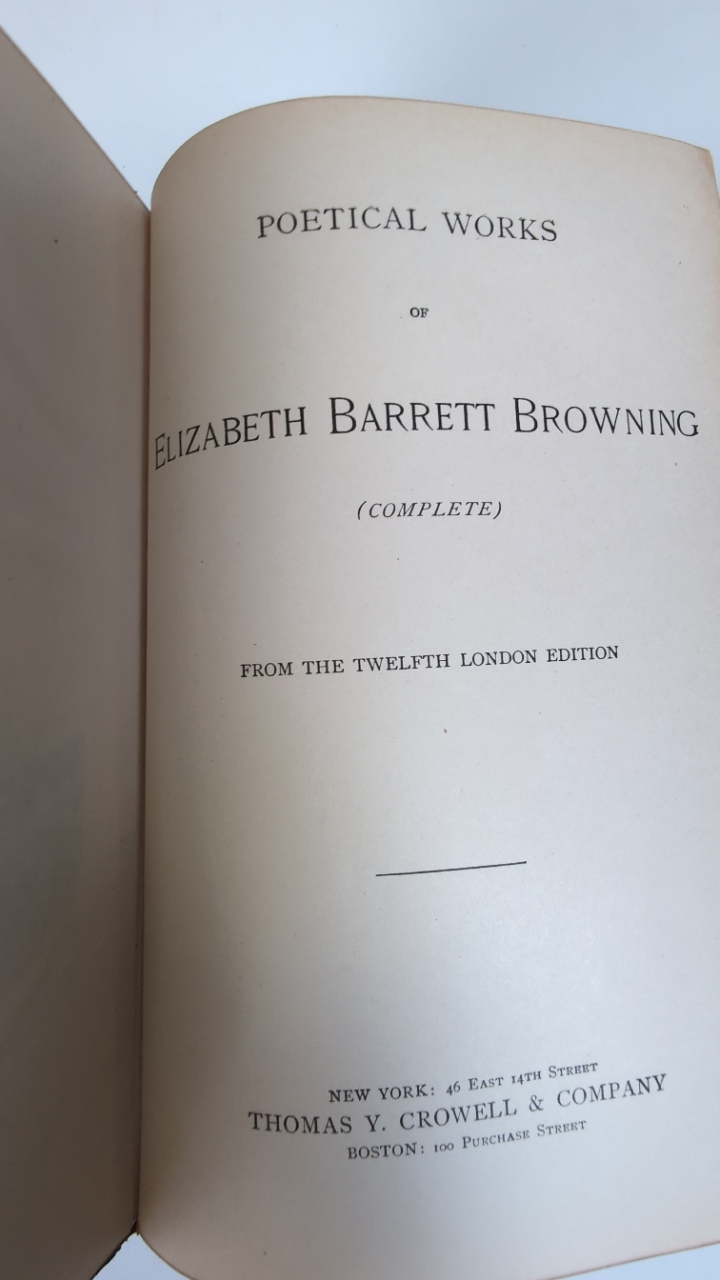 POETICAL WORKS
OF
ELIZABETH BARRETT BROWNING
(COMPLETE)
FROM THE TWELFTH LONDON EDITION
NEW YORK: 46 EAST 14TH STREET
THOMAS Y. CROWELL & COMPANY
BOSTON: 100 PURCHASE STREET